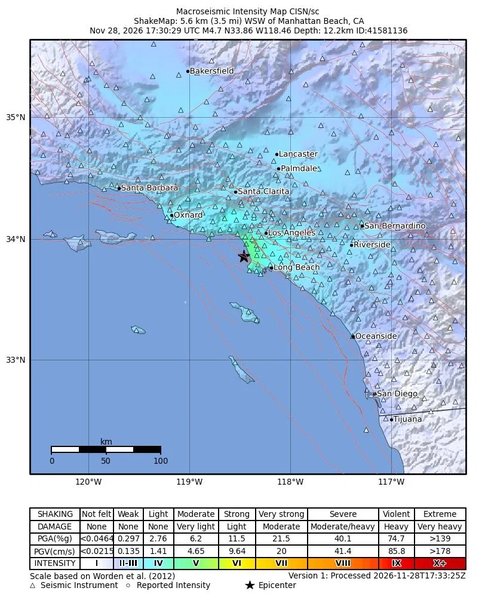 Macroseismic Intensity Map CISN/sc
ShakeMap: 5.6 km (3.5 mi) WSW of Manhattan Beach, CA
Nov 28, 2026 17:30:29 UTC M4.7 N33.86 W118.46 Depth: 12.2km ID:41581136
Bakersfield
35°N
Lancaster
Palmdale
Santa Barbara
Santa Clarita
Oxnard
San Bernardino
34°N
Los Angeles
Riverside
Long Beach
Oceanside
33°N
San Diego
Tijuana
km
0 50 100
120°W 119°W 118°W 117°W
SHAKING Not felt Weak Light Moderate Strong Very strong Severe Violent Extreme
DAMAGE None None None Very light Light Moderate Moderate/heavy Heavy Very heavy
PGA(%g) <0.0464 0.297 2.76 6.2 11.5 21.5 40.1 74.7 >139
PGV(cm/s) <0.0215 0.135 1.41 4.65 9.64 20 41.4 85.8 >178
INTENSITY I II-III IV V VI VII VIII IX X+
Scale based on Worden et al. (2012) Version 1: Processed 2026-11-28T17:33:25Z
△ Seismic Instrument ○ Reported Intensity ★ Epicenter